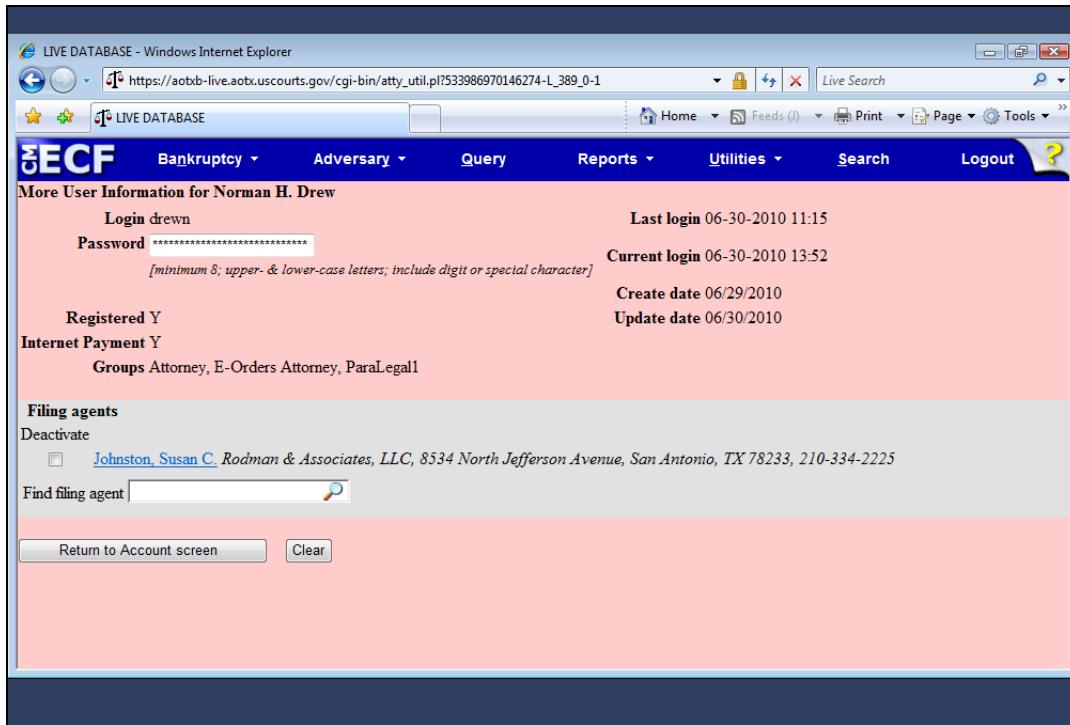 LIVE DATABASE - Windows Internet Explorer
https://aotxb-live.aotx.uscourts.gov/cgi-bin/atty_util.pl?533986970146274-L_389_0-1 Live Search
LIVE DATABASE Home Feeds (J) Print Page Tools »
CM ECF Bankruptcy Adversary Query Reports Utilities Search Logout ?
More User Information for Norman H. Drew
Login drewn Last login 06-30-2010 11:15
Password ******************************
Current login 06-30-2010 13:52
[minimum 8; upper- & lower-case letters; include digit or special character]
Create date 06/29/2010
Registered Y Update date 06/30/2010
Internet Payment Y
Groups Attorney, E-Orders Attorney, ParaLegal1
Filing agents
Deactivate
Johnston, Susan C. Rodman & Associates, LLC, 8534 North Jefferson Avenue, San Antonio, TX 78233, 210-334-2225
Find filing agent
Return to Account screen Clear